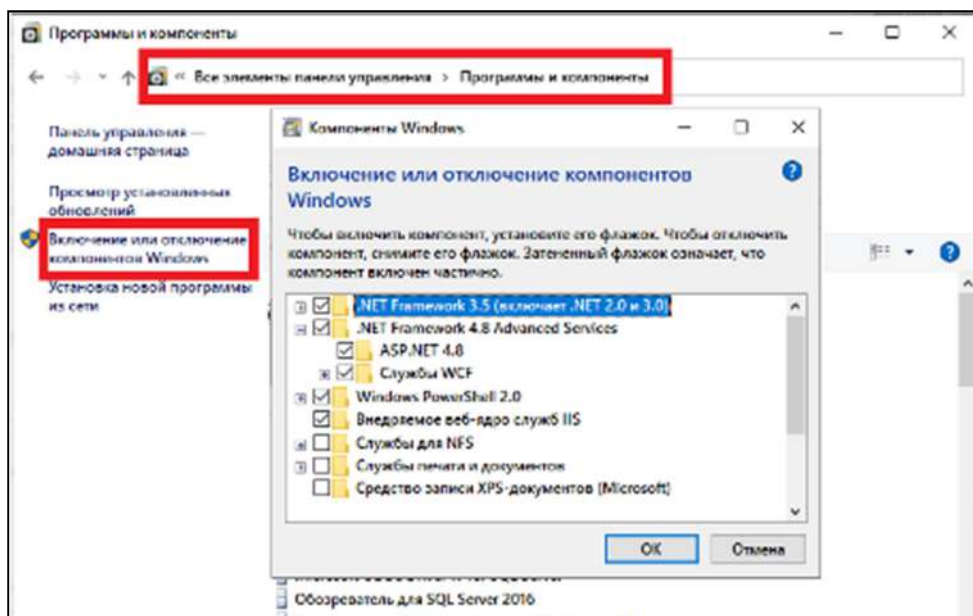 Программы и компоненты
« Все элементы панели управления > Программы и компоненты
Панель управления —
домашняя страница
Просмотр установленных
обновлений
Включение или отключение
компонентов Windows
Установка новой программы
из сети
Компоненты Windows
Включение или отключение компонентов
Windows
Чтобы включить компонент, установите его флажок. Чтобы отключить
компонент, снимите его флажок. Затененный флажок означает, что
компонент включен частично.
.NET Framework 3.5 (включает .NET 2.0 и 3.0)
.NET Framework 4.8 Advanced Services
ASP.NET 4.8
Службы WCF
Windows PowerShell 2.0
Внедряемое веб-ядро служб IIS
Службы для NFS
Службы печати и документов
Средство записи XPS-документов (Microsoft)
ОК
Отмена
Обозреватель для SQL Server 2016